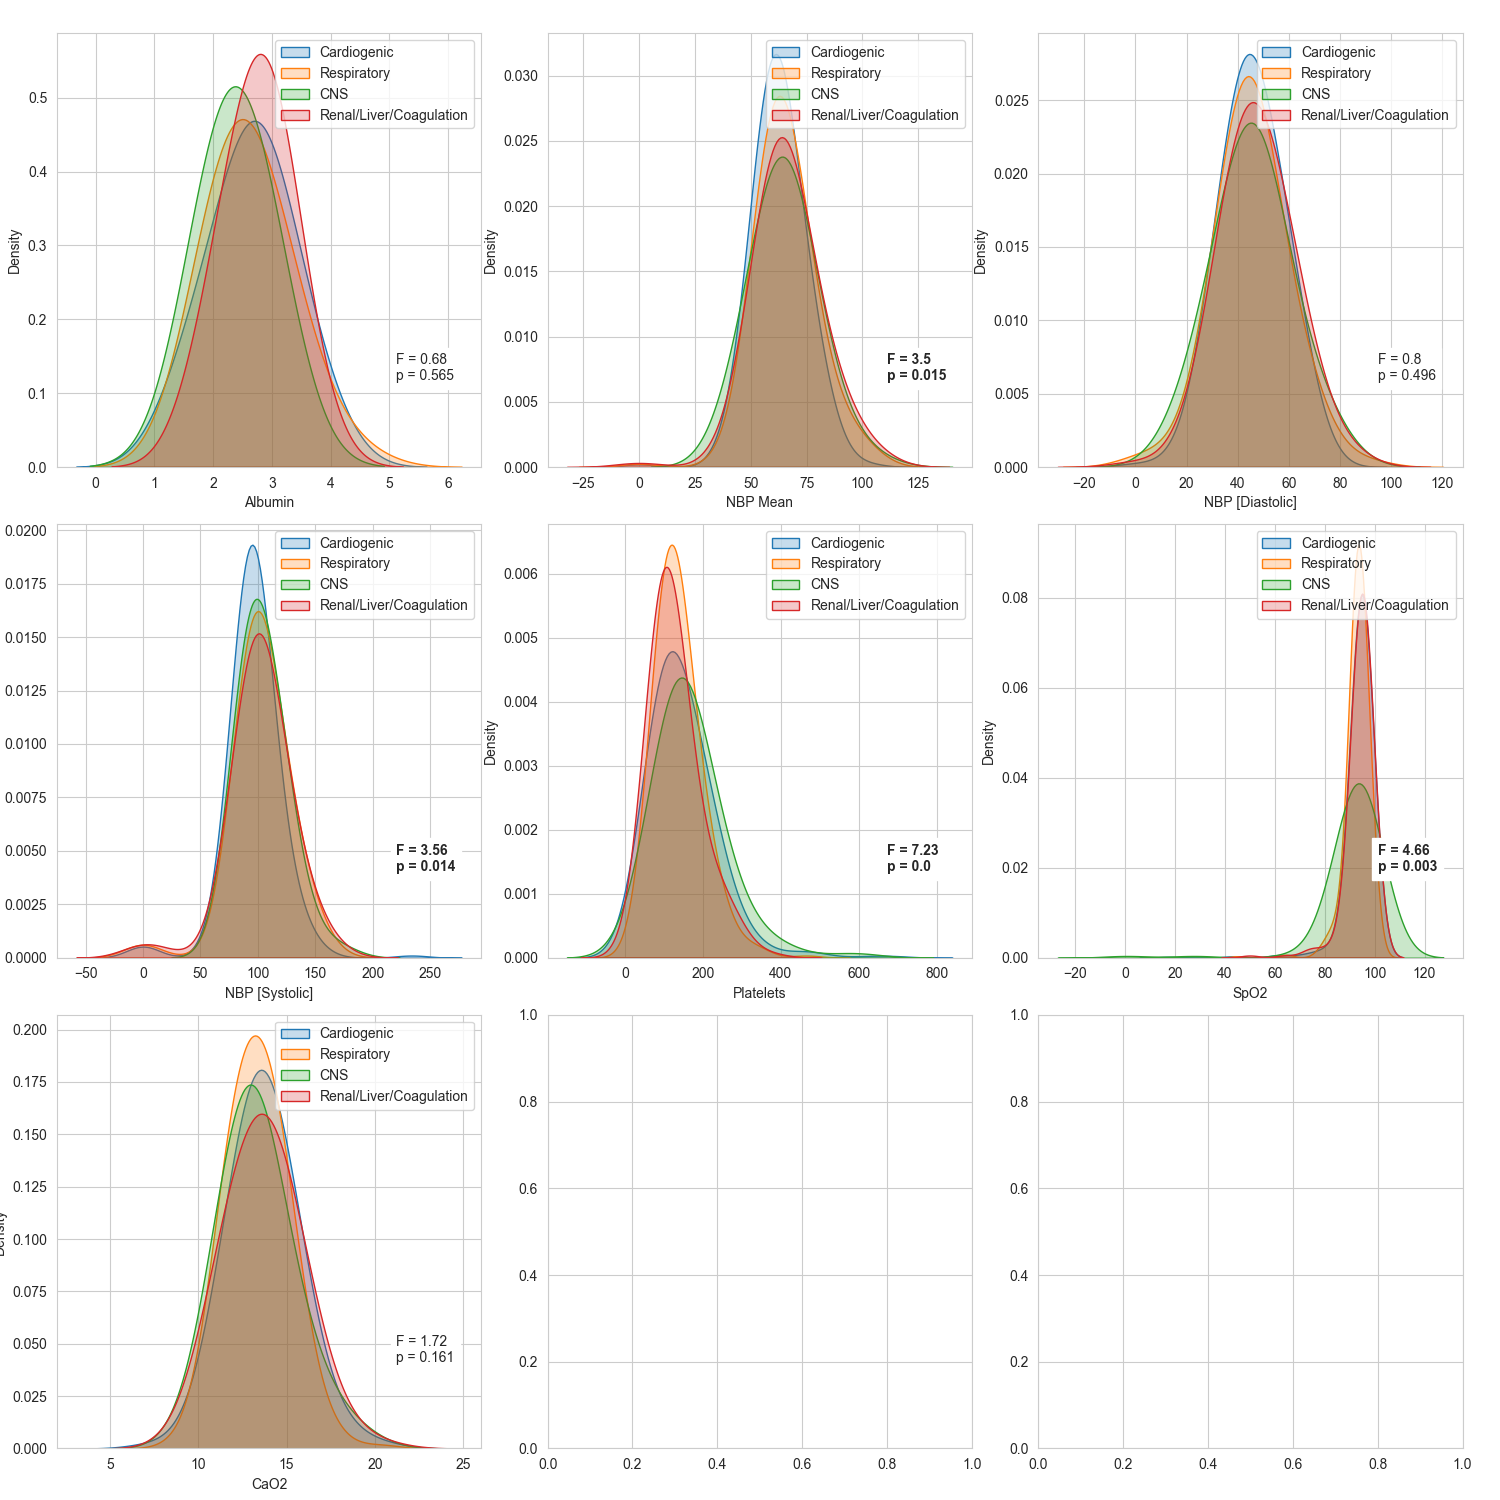 Cardiogenic
Respiratory
CNS
Renal/Liver/Coagulation
0.5
0.4
0.3
0.2
0.1
0.0
Density
F = 0.68
p = 0.565
0 1 2 3 4 5 6
Albumin
Cardiogenic
Respiratory
CNS
Renal/Liver/Coagulation
0.030
0.025
0.020
0.015
0.010
0.005
0.000
Density
F = 3.5
p = 0.015
−25 0 25 50 75 100 125
NBP Mean
Cardiogenic
Respiratory
CNS
Renal/Liver/Coagulation
0.025
0.020
0.015
0.010
0.005
0.000
Density
F = 0.8
p = 0.496
−20 0 20 40 60 80 100 120
NBP [Diastolic]
Cardiogenic
Respiratory
CNS
Renal/Liver/Coagulation
0.0200
0.0175
0.0150
0.0125
0.0100
0.0075
0.0050
0.0025
0.0000
F = 3.56
p = 0.014
−50 0 50 100 150 200 250
NBP [Systolic]
Cardiogenic
Respiratory
CNS
Renal/Liver/Coagulation
0.006
0.005
0.004
0.003
0.002
0.001
0.000
Density
F = 7.23
p = 0.0
0 200 400 600 800
Platelets
Cardiogenic
Respiratory
CNS
Renal/Liver/Coagulation
0.08
0.06
0.04
0.02
0.00
Density
F = 4.66
p = 0.003
−20 0 20 40 60 80 100 120
SpO2
Cardiogenic
Respiratory
CNS
Renal/Liver/Coagulation
0.200
0.175
0.150
0.125
0.100
0.075
0.050
0.025
0.000
Density
F = 1.72
p = 0.161
5 10 15 20 25
CaO2
1.0
0.8
0.6
0.4
0.2
0.0
0.0 0.2 0.4 0.6 0.8 1.0
1.0
0.8
0.6
0.4
0.2
0.0
0.0 0.2 0.4 0.6 0.8 1.0